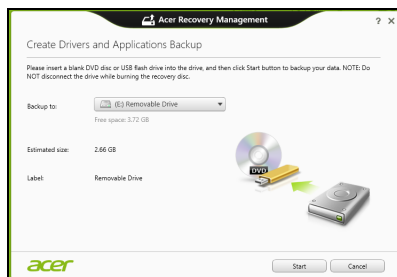 Acer Recovery Management
? X
Create Drivers and Applications Backup
Please insert a blank DVD disc or USB flash drive into the drive, and then click Start button to backup your data. NOTE: Do
NOT disconnect the drive while burning the recovery disc.
Backup to: (E:) Removable Drive
Free space: 3.72 GB
Estimated size: 2.66 GB
DVD
Label: Removable Drive
acer Start Cancel